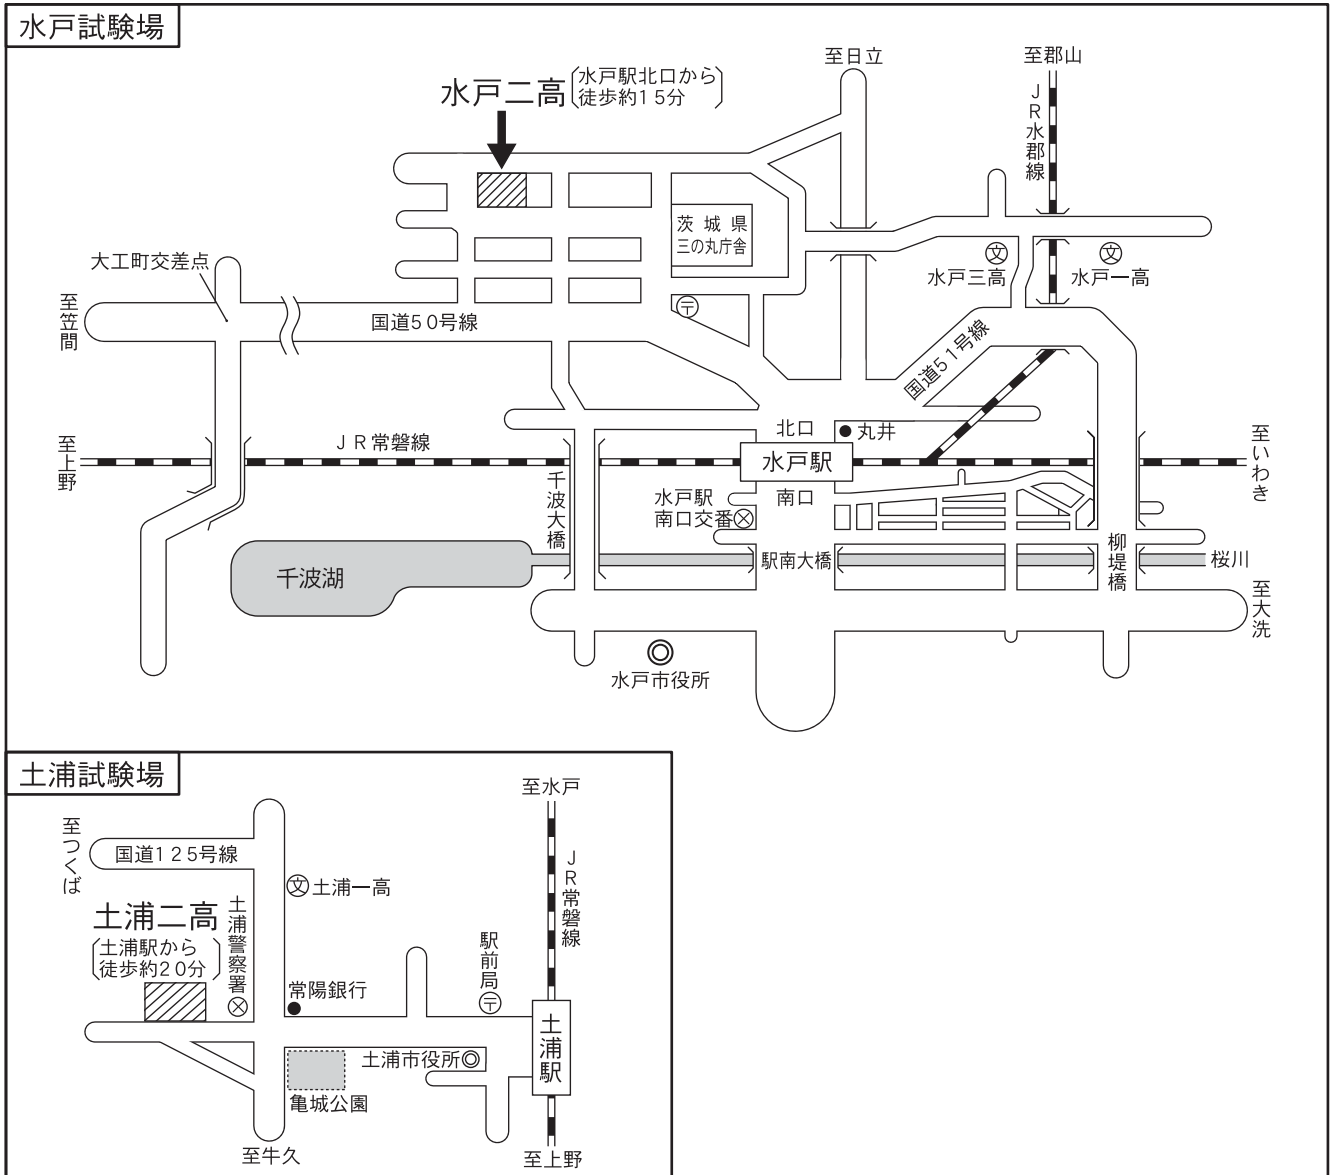 水戸試験場
至日立
至郡山
水戸二高
水戸駅北口から
徒歩約15分
JR水郡線
茨城県
三の丸庁舎
文
水戸三高
文
水戸一高
大工町交差点
至笠間
国道50号線
〒
国道51号線
北口
丸井
JR常磐線
至上野
水戸駅
至いわき
千波大橋
水戸駅
南口交番
南口
千波湖
駅南大橋
柳堤橋
桜川
至大洗
水戸市役所
土浦試験場
至水戸
至つくば
国道125号線
JR常磐線
文
土浦一高
土浦二高
土浦駅から
徒歩約20分
土浦警察署
駅前局
〒
常陽銀行
土浦駅
土浦市役所
亀城公園
至牛久
至上野